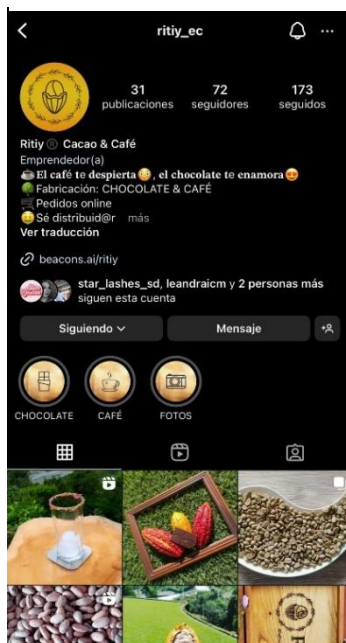 ritiy_ec
31 72 173
publicaciones seguidores seguidos
Ritiy® Cacao & Café
Emprendedor(a)
☕El café te despierta😳, el chocolate te enamora😍
🌳Fabricación: CHOCOLATE & CAFÉ
🛒Pedidos online
🤑Sé distribuid@r más
Ver traducción
beacons.ai/ritiy
star_lashes_sd, leandraicm y 2 personas más
siguen esta cuenta
Siguiendo Mensaje
CHOCOLATE CAFÉ FOTOS